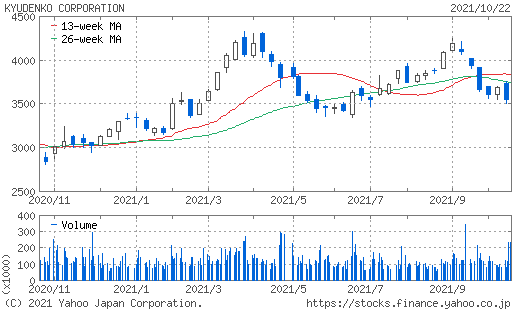 KYUDENKO CORPORATION 2021/10/22
13-week MA
26-week MA
4500
4000
3500
3000
2500
2020/11 2021/1 2021/3 2021/5 2021/7 2021/9
Volume
400
300
200
100
0
(x1000)
2020/11 2021/1 2021/3 2021/5 2021/7 2021/9
(C) 2021 Yahoo Japan Corporation. https://stocks.finance.yahoo.co.jp/